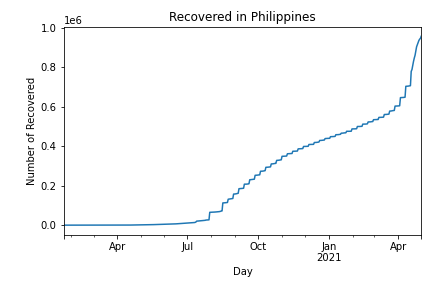 Recovered in Philippines
1e6
1.0
0.8
0.6
0.4
0.2
0.0
Number of Recovered
Apr Jul Oct Jan Apr
2021
Day